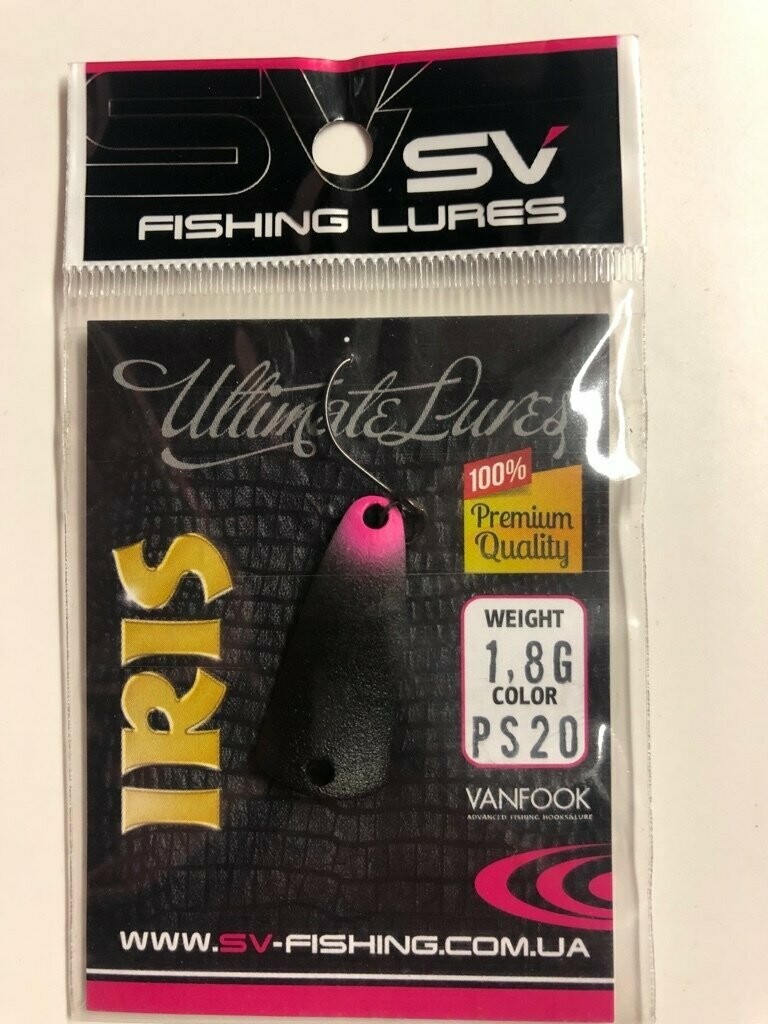 SV
SV
FISHING LURES
Ultimate Lures
100%
Premium
Quality
IRIS
WEIGHT
1,8G
COLOR
PS20
VANFOOK
ADVANCED FISHING HOOKS&LURE
WWW.SV-FISHING.COM.UA